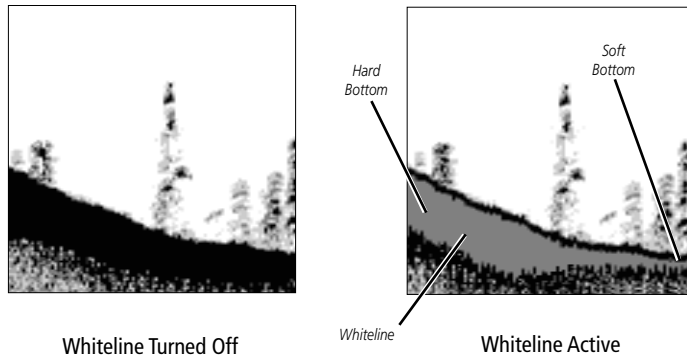 Hard
Bottom
Soft
Bottom
Whiteline
Whiteline Turned Off
Whiteline Active